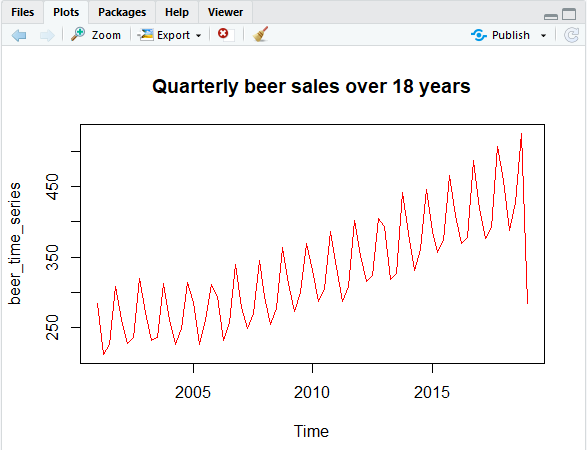 Files Plots Packages Help Viewer
Zoom Export Publish
Quarterly beer sales over 18 years
beer_time_series
450
350
250
2005 2010 2015
Time